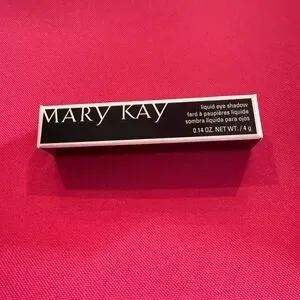 MARY KAY
liquid eye shadow
fard à paupières liquide
sombra líquida para ojos
0.14 OZ. NET WT. / 4 g